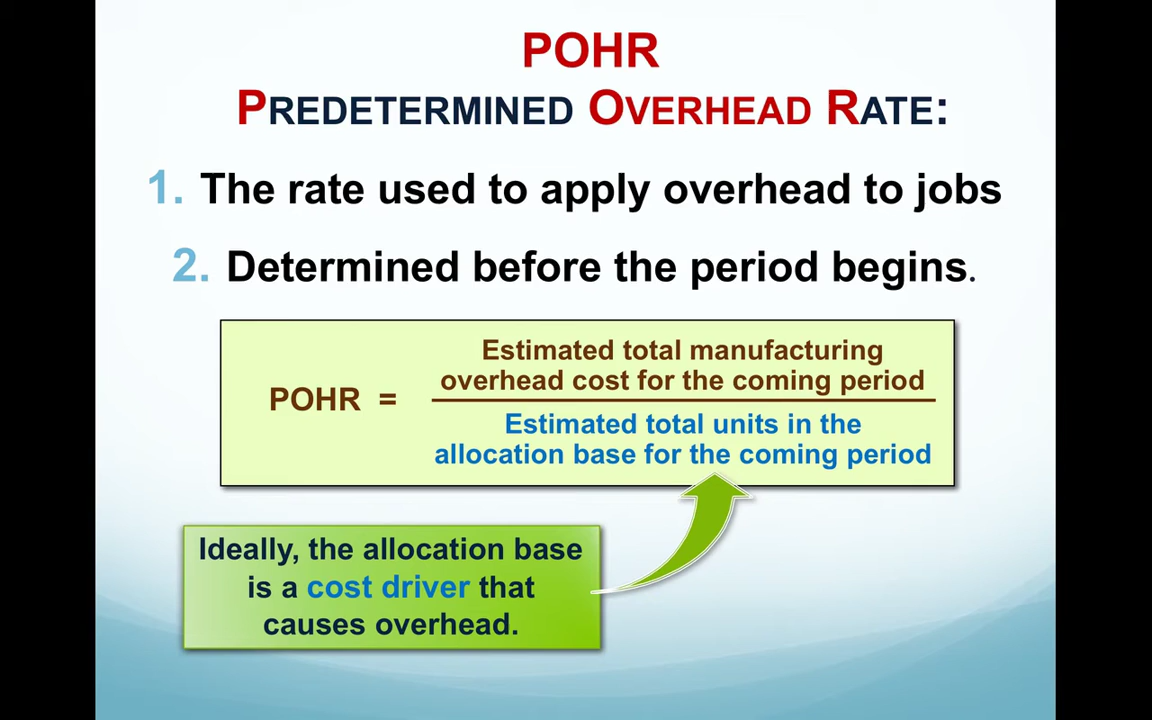 POHR
PREDETERMINED OVERHEAD RATE:
1. The rate used to apply overhead to jobs
2. Determined before the period begins.
Estimated total manufacturing
overhead cost for the coming period
POHR =
Estimated total units in the
allocation base for the coming period
Ideally, the allocation base
is a cost driver that
causes overhead.